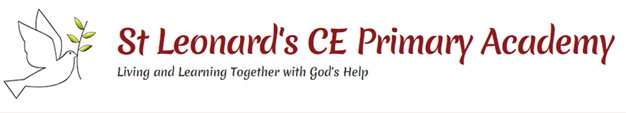 St Leonard's CE Primary Academy
Living and Learning Together with God's Help